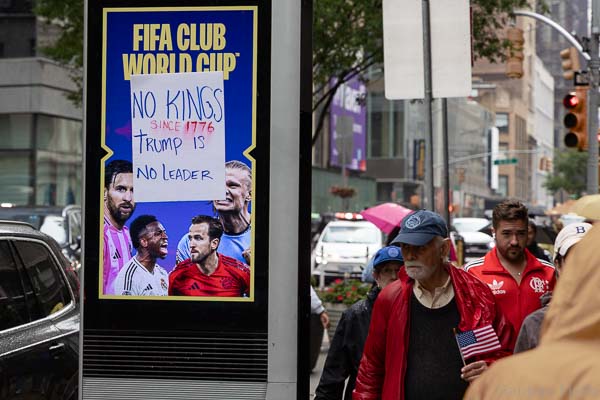 FIFA CLUB
WORLD CUP
NO KINGS
SINCE 1776
TRUMP IS
NO LEADER